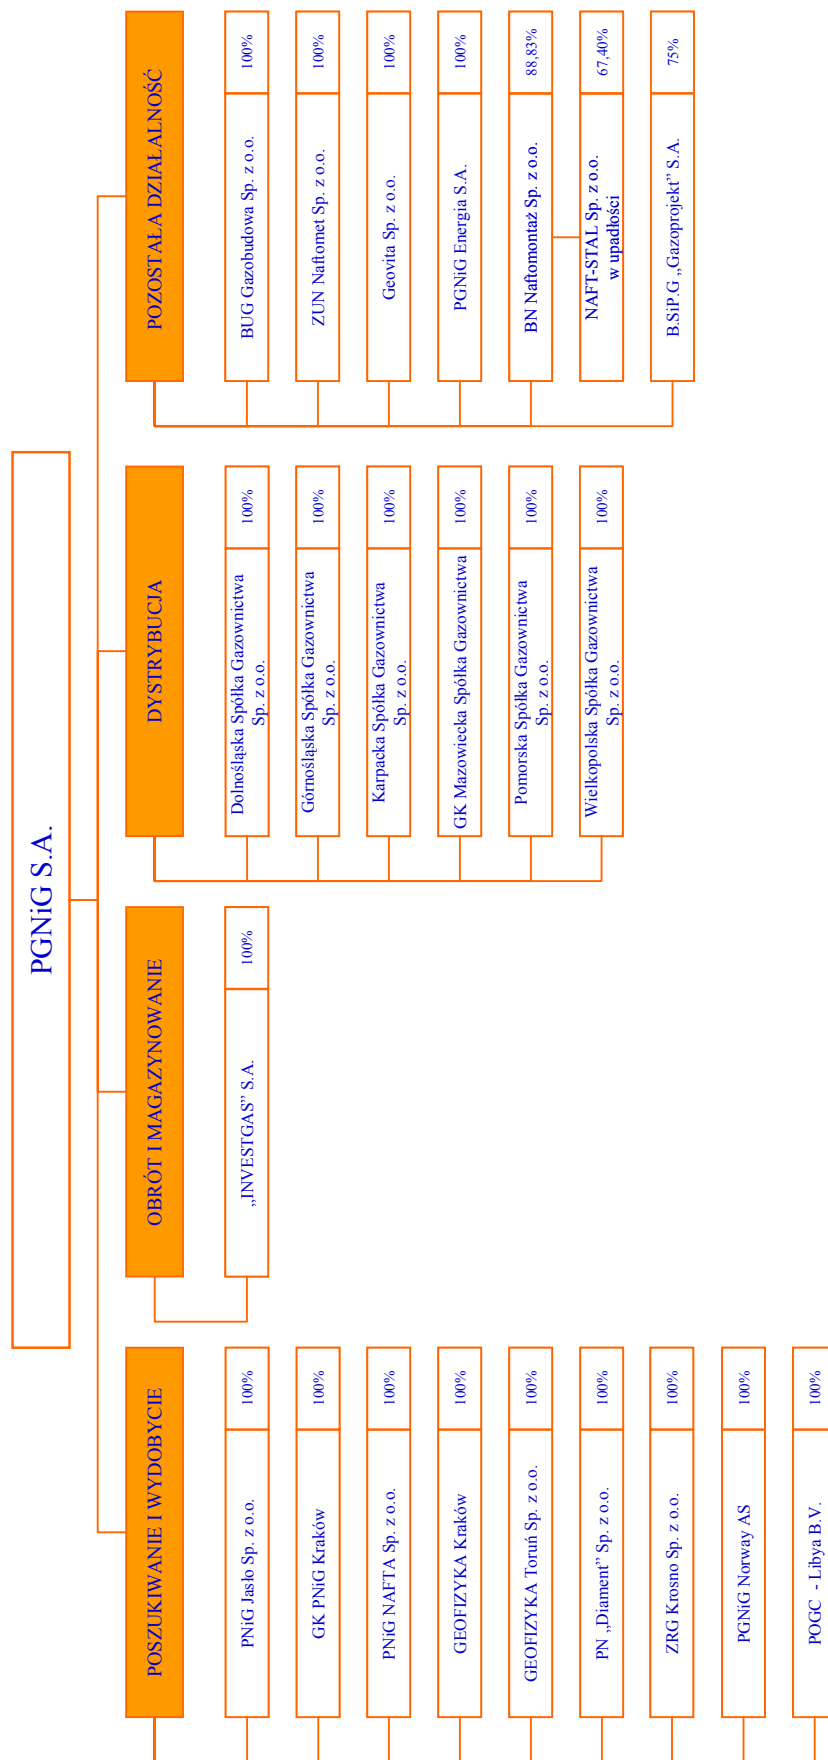 PGNiG S.A.
POSZUKIWANIE I WYDOBYCIE
PNiG Jasło Sp. z o.o.
100%
GK PNiG Kraków
100%
PNiG NAFTA Sp. z o.o.
100%
GEOFIZYKA Kraków
100%
GEOFIZYKA Toruń Sp. z o.o.
100%
PN „Diament” Sp. z o.o.
100%
ZRG Krosno Sp. z o.o.
100%
PGNiG Norway AS
100%
POGC - Libya B.V.
100%
OBRÓT I MAGAZYNOWANIE
„INVESTGAS” S.A.
100%
DYSTRYBUCJA
Dolnośląska Spółka Gazownictwa
Sp. z o.o.
100%
Górnośląska Spółka Gazownictwa
Sp. z o.o.
100%
Karpacka Spółka Gazownictwa
Sp. z o.o.
100%
GK Mazowiecka Spółka Gazownictwa
100%
Pomorska Spółka Gazownictwa
Sp. z o.o.
100%
Wielkopolska Spółka Gazownictwa
Sp. z o.o.
100%
POZOSTAŁA DZIAŁALNOŚĆ
BUG Gazobudowa Sp. z o.o.
100%
ZUN Naftomet Sp. z o.o.
100%
Geovita Sp. z o.o.
100%
PGNiG Energia S.A.
100%
BN Naftomontaż Sp. z o.o.
88,83%
NAFT-STAL Sp. z o.o.
w upadłości
67,40%
B.SiP.G „Gazoprojekt” S.A.
75%